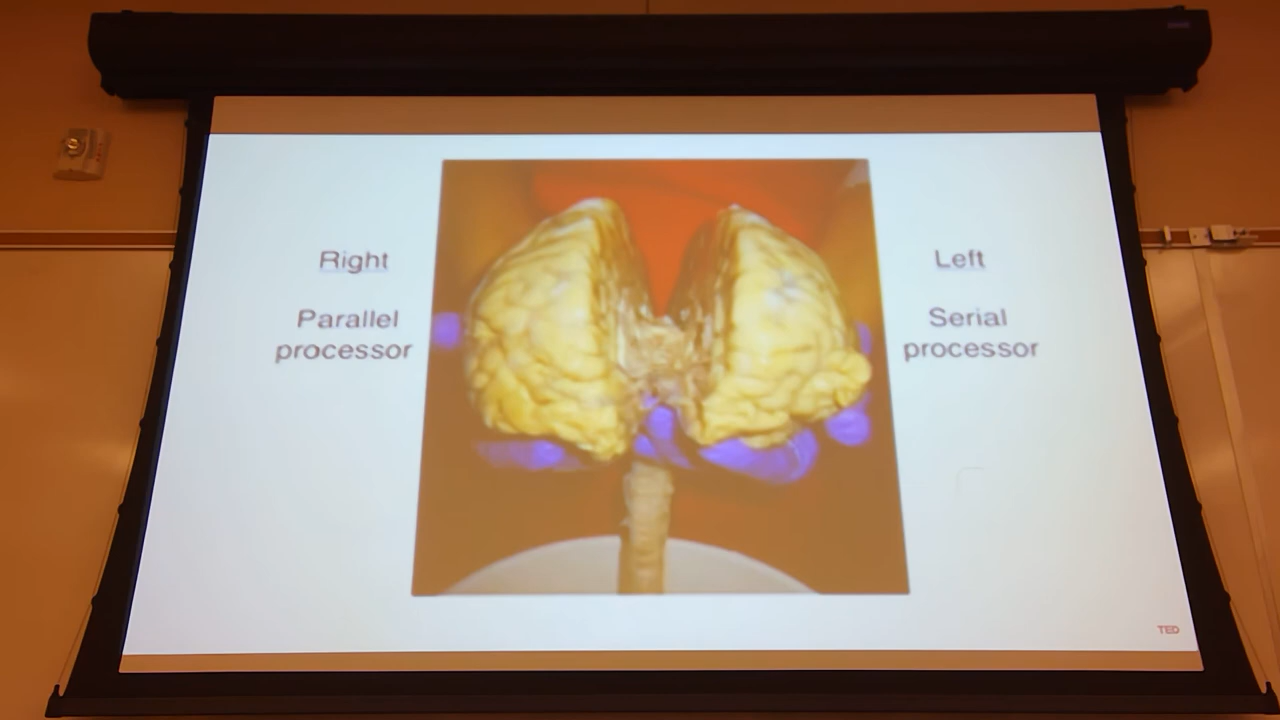 Right
Parallel
processor
Left
Serial
processor
TED